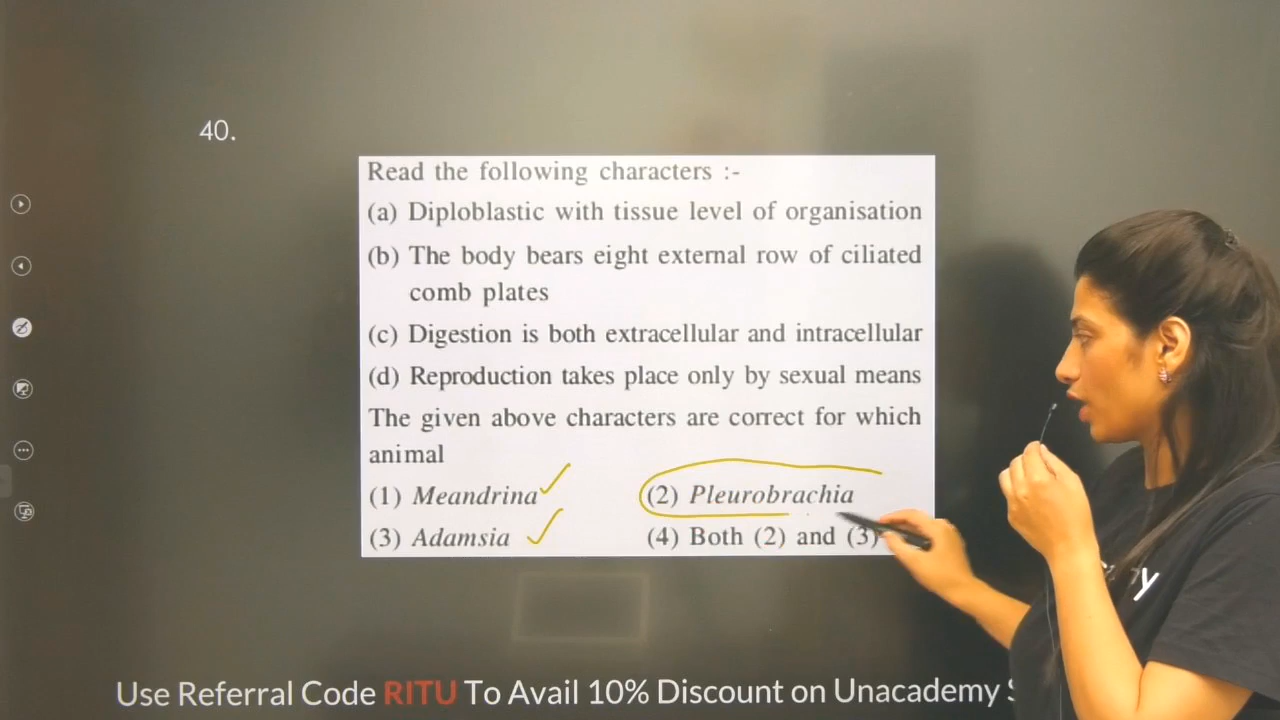 40.
Read the following characters :-
(a) Diploblastic with tissue level of organisation
(b) The body bears eight external row of ciliated
comb plates
(c) Digestion is both extracellular and intracellular
(d) Reproduction takes place only by sexual means
The given above characters are correct for which
animal
(1) Meandrina (2) Pleurobrachia
(3) Adamsia (4) Both (2) and (3)
y
Use Referral Code RITU To Avail 10% Discount on Unacademy S